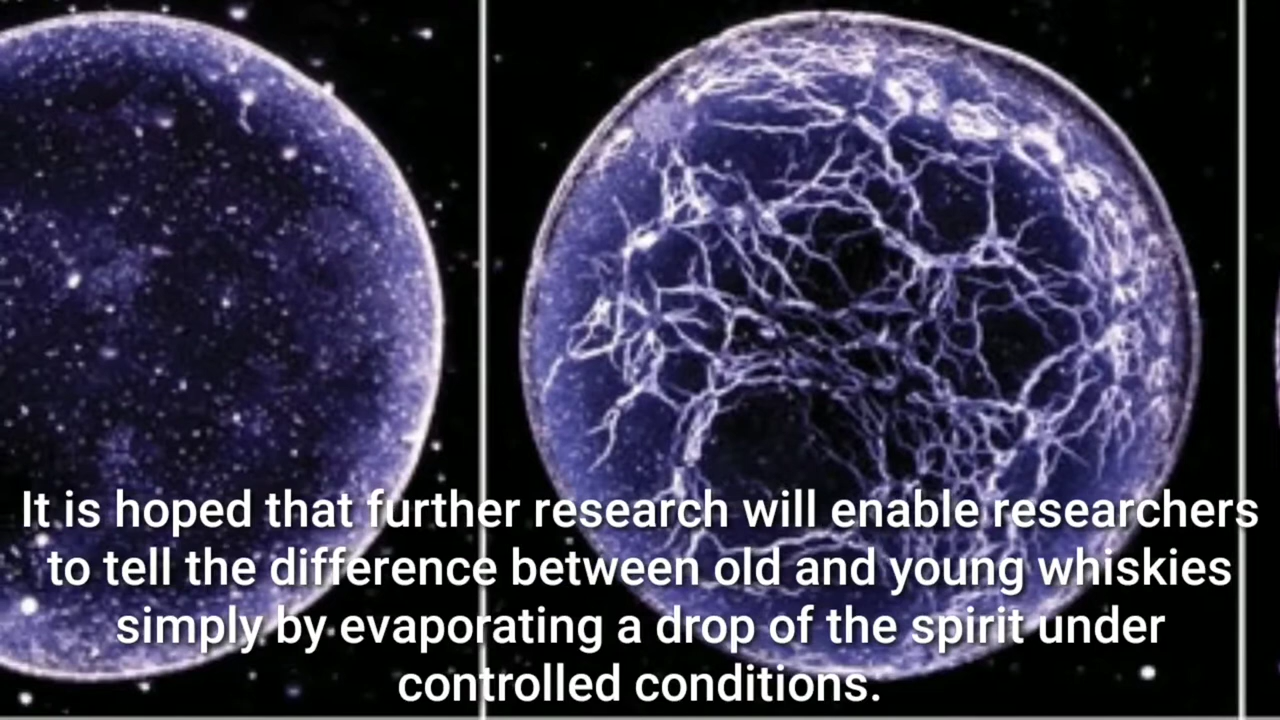 It is hoped that further research will enable researchers
to tell the difference between old and young whiskies
simply by evaporating a drop of the spirit under
controlled conditions.